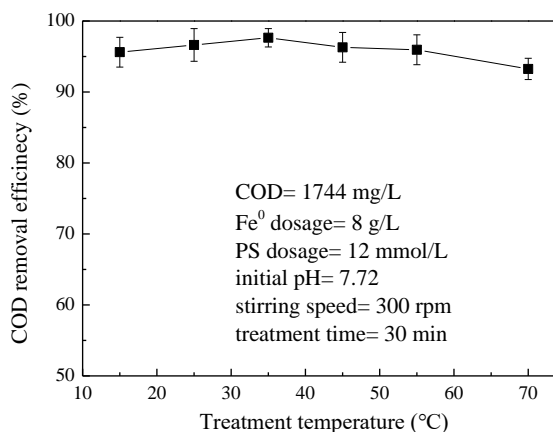 100
90
80
70
60
50
COD removal efficinecy (%)
COD= 1744 mg/L
Fe⁰ dosage= 8 g/L
PS dosage= 12 mmol/L
initial pH= 7.72
stirring speed= 300 rpm
treatment time= 30 min
10 20 30 40 50 60 70
Treatment temperature (℃)